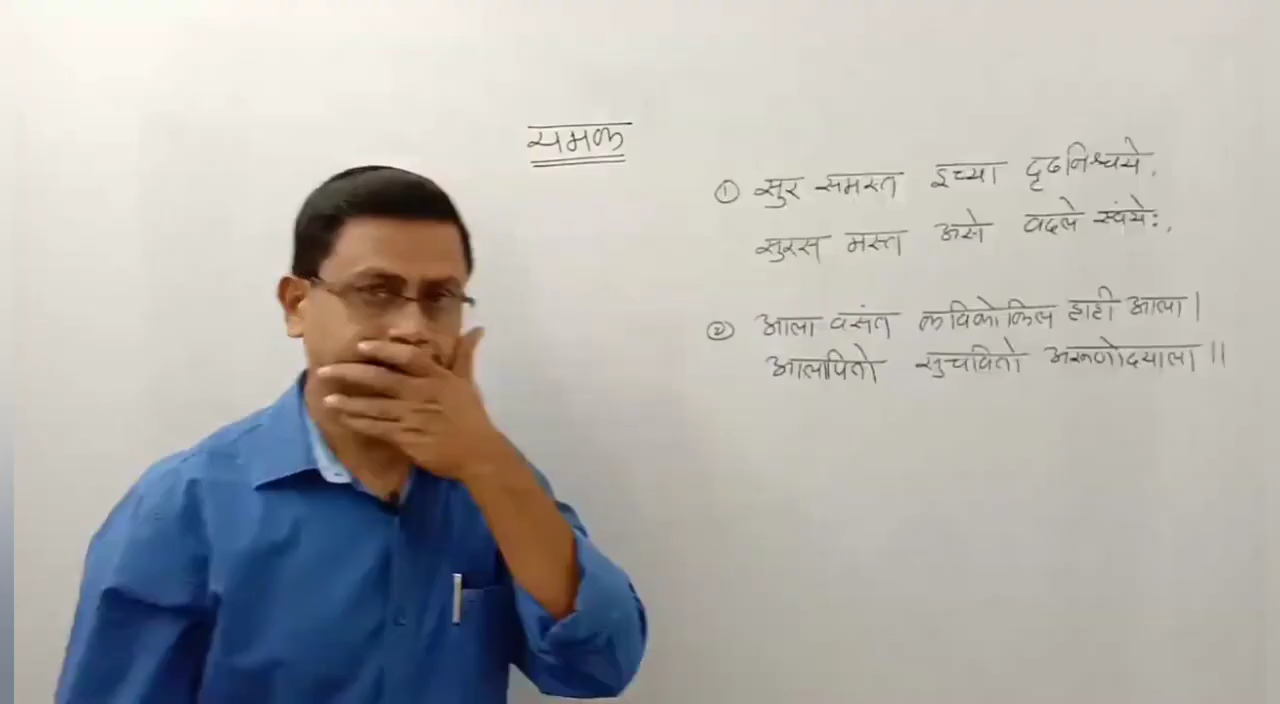 यमक
① सुर समस्त इच्या दृढनिश्चये,
सुरस मस्त असे वदले स्वंये:,
② आला वसंत कविकोकिल हाही आला।
आलापितो सुचवितो अरूणोदयाला॥